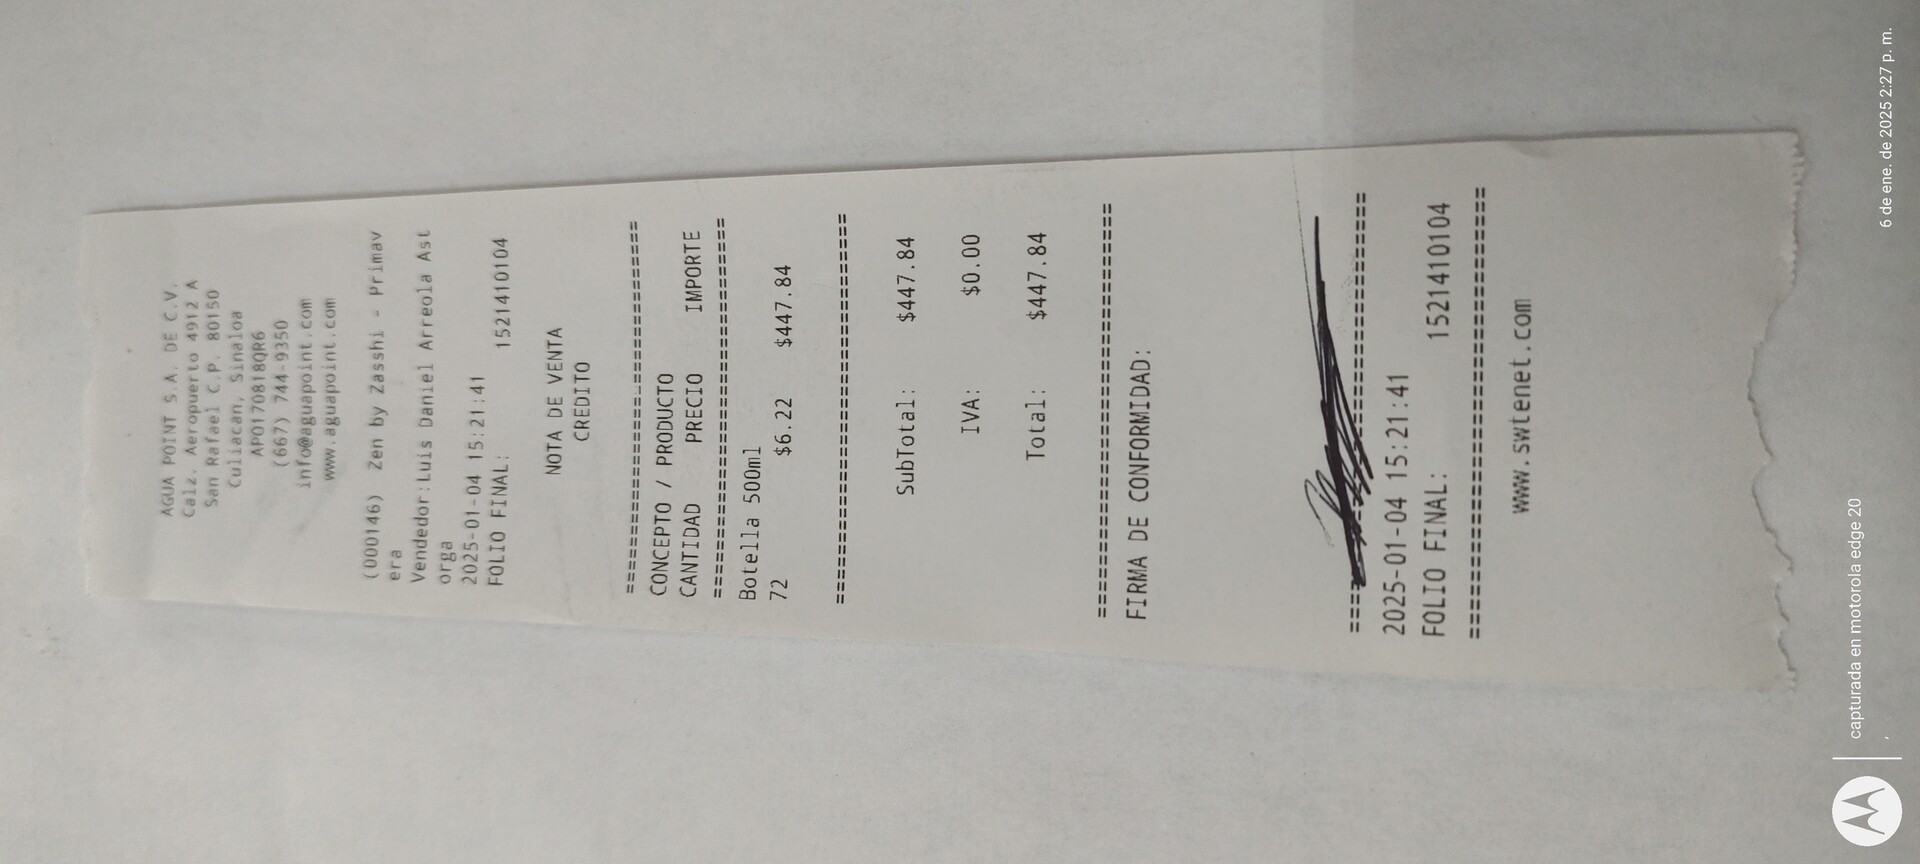 AGUA POINT S.A. DE C.V.
Calz. Aeropuerto 4912 A
San Rafael C.P. 80150
Culiacan, Sinaloa
APO170818QR6
(667) 744-9350
info@aguapoint.com
www.aguapoint.com
(000146) Zen by Zasshi - Primav
era
Vendedor:Luis Daniel Arreola Ast
orga
2025-01-04 15:21:41
FOLIO FINAL: 1521410104
NOTA DE VENTA
CREDITO
================================
CONCEPTO / PRODUCTO
CANTIDAD PRECIO IMPORTE
================================
Botella 500ml
72 $6.22 $447.84
================================
SubTotal: $447.84
IVA: $0.00
Total: $447.84
================================
FIRMA DE CONFORMIDAD:
================================
2025-01-04 15:21:41
FOLIO FINAL: 1521410104
================================
www.swtenet.com
capturada en motorola edge 20
,
6 de ene. de 2025 2:27 p. m.